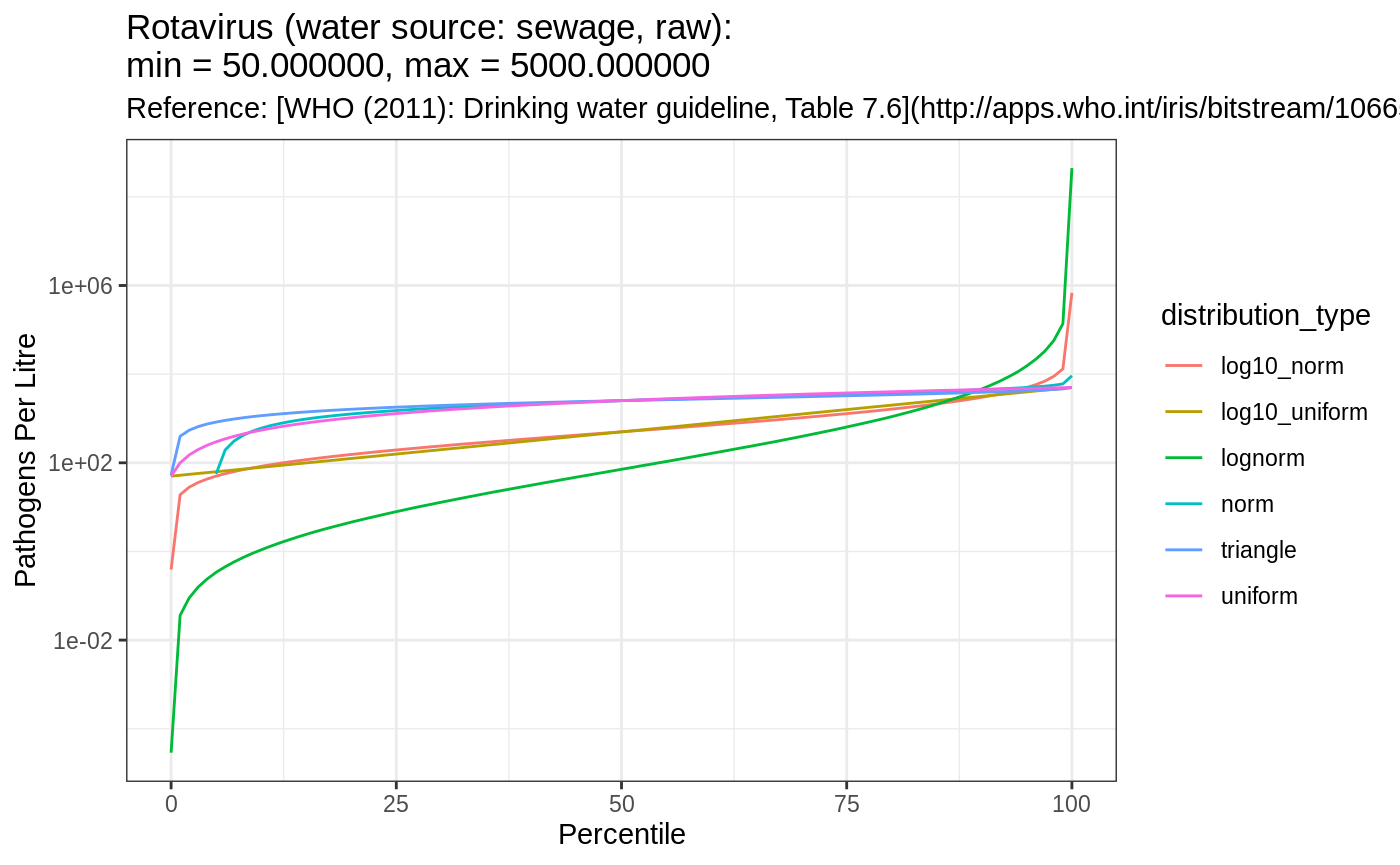 Rotavirus (water source: sewage, raw):
min = 50.000000, max = 5000.000000
Reference: [WHO (2011): Drinking water guideline, Table 7.6](http://apps.who.int/iris/bitstream/1066
Pathogens Per Litre
1e+06
1e+02
1e-02
0 25 50 75 100
Percentile
distribution_type
log10_norm
log10_uniform
lognorm
norm
triangle
uniform